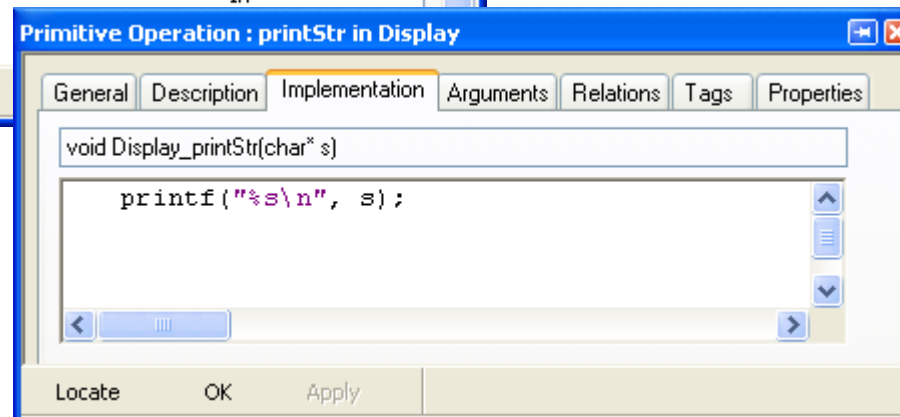 Primitive Operation : printStr in Display
General Description Implementation Arguments Relations Tags Properties
void Display_printStr(char* s)
printf("%s\n", s);
Locate OK Apply